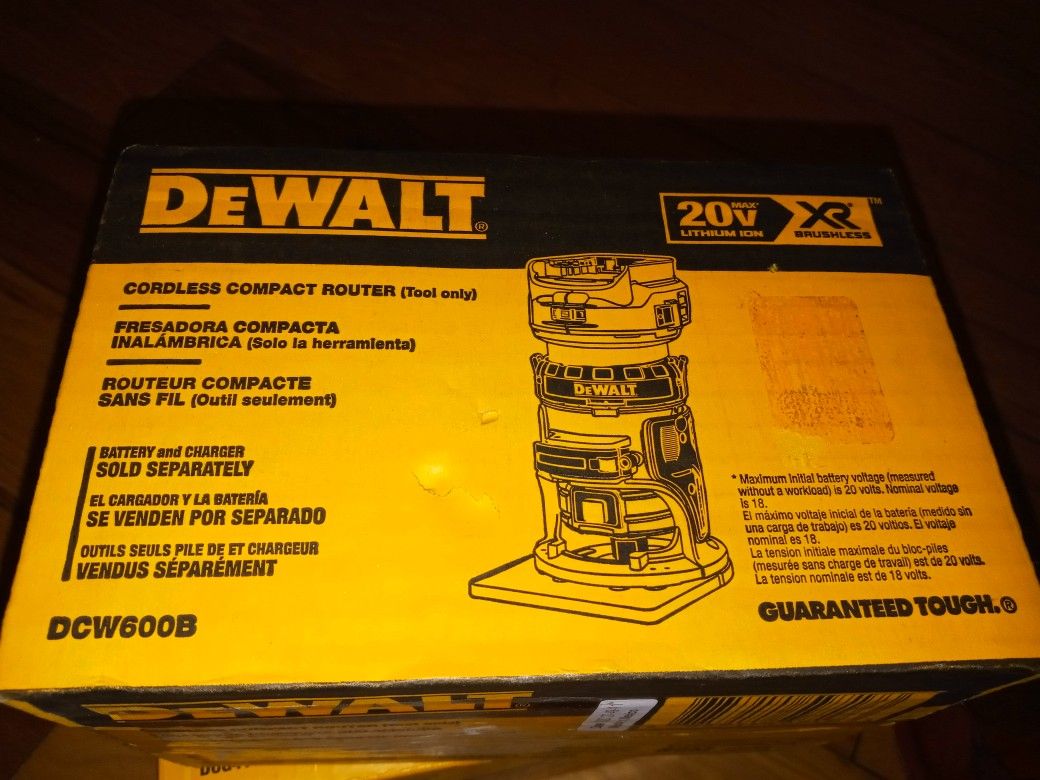 DEWALT®
20V MAX* XR® TM
LITHIUM ION BRUSHLESS
CORDLESS COMPACT ROUTER (Tool only)
FRESADORA COMPACTA
INALÁMBRICA (Solo la herramienta)
ROUTEUR COMPACTE
SANS FIL (Outil seulement)
BATTERY and CHARGER
SOLD SEPARATELY
EL CARGADOR Y LA BATERÍA
SE VENDEN POR SEPARADO
OUTILS SEULS PILE DE ET CHARGEUR
VENDUS SÉPARÉMENT
DCW600B
DEWALT
* Maximum initial battery voltage (measured
without a workload) is 20 volts. Nominal voltage
is 18.
El máximo voltaje inicial de la batería (medido sin
una carga de trabajo) es 20 voltios. El voltaje
nominal es 18.
La tension initiale maximale du bloc-piles
(mesurée sans charge de travail) est de 20 volts.
La tension nominale est de 18 volts.
GUARANTEED TOUGH.®
DEWALT®